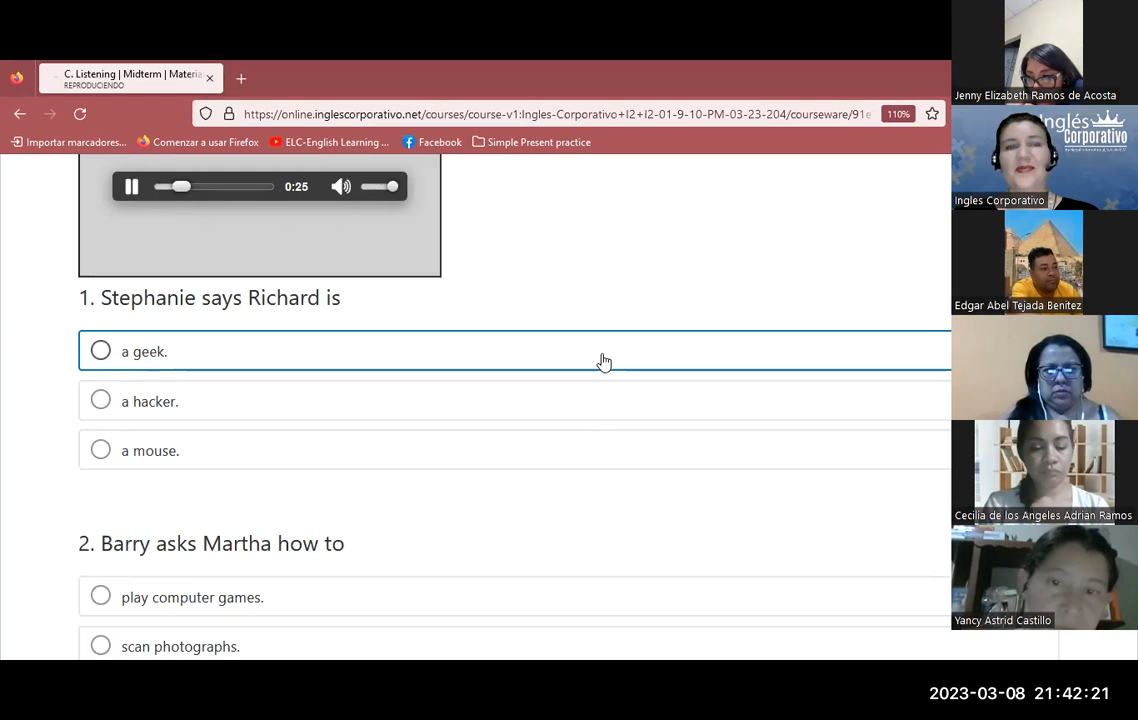 C. Listening | Midterm | Materia
REPRODUCIENDO
https://online.inglescorporativo.net/courses/course-v1:Ingles-Corporativo+I2+I2-01-9-10-PM-03-23-204/courseware/91e
110%
Importar marcadores...
Comenzar a usar Firefox
ELC-English Learning ...
Facebook
Simple Present practice
0:25
1. Stephanie says Richard is
a geek.
a hacker.
a mouse.
2. Barry asks Martha how to
play computer games.
scan photographs.
Jenny Elizabeth Ramos de Acosta
Inglés
Corporativo
Ingles Corporativo
Edgar Abel Tejada Benitez
Cecilia de los Angeles Adrian Ramos
Yancy Astrid Castillo
2023-03-08 21:42:21